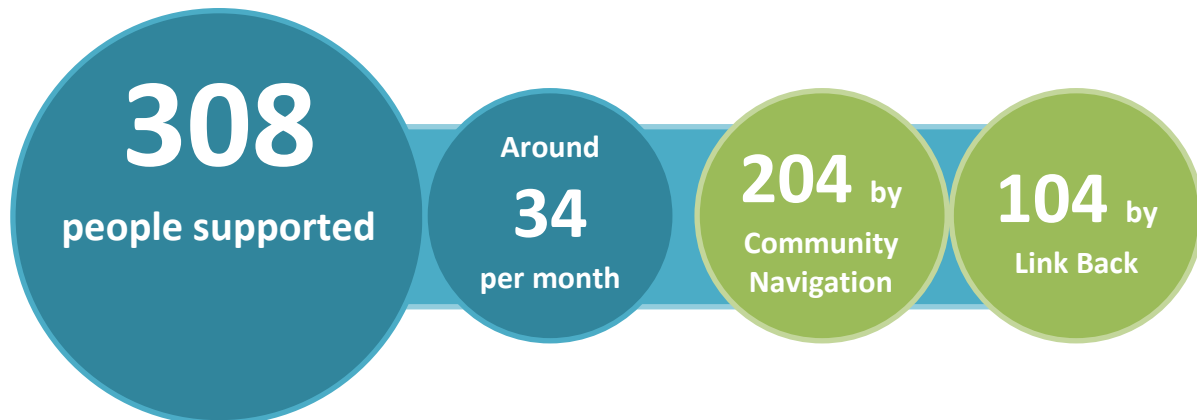 308
people supported
Around
34
per month
204 by
Community
Navigation
104 by
Link Back